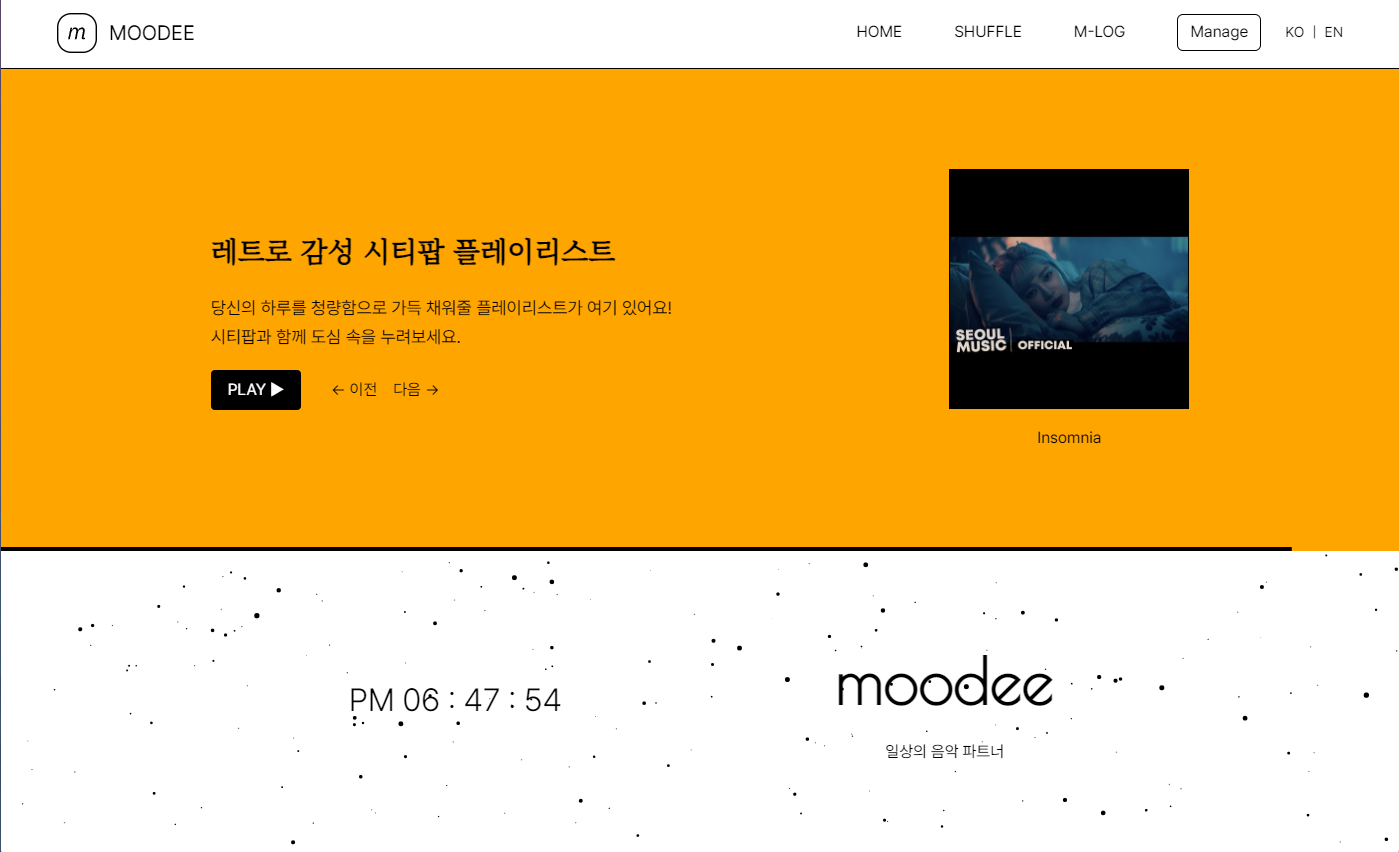 m MOODEE HOME SHUFFLE M-LOG Manage KO | EN
레트로 감성 시티팝 플레이리스트
당신의 하루를 청량함으로 가득 채워줄 플레이리스트가 여기 있어요!
시티팝과 함께 도심 속을 누려보세요.
PLAY ▶ ← 이전 다음 →
SEOUL
MUSIC OFFICIAL
Insomnia
PM 06 : 47 : 54
moodee
일상의 음악 파트너